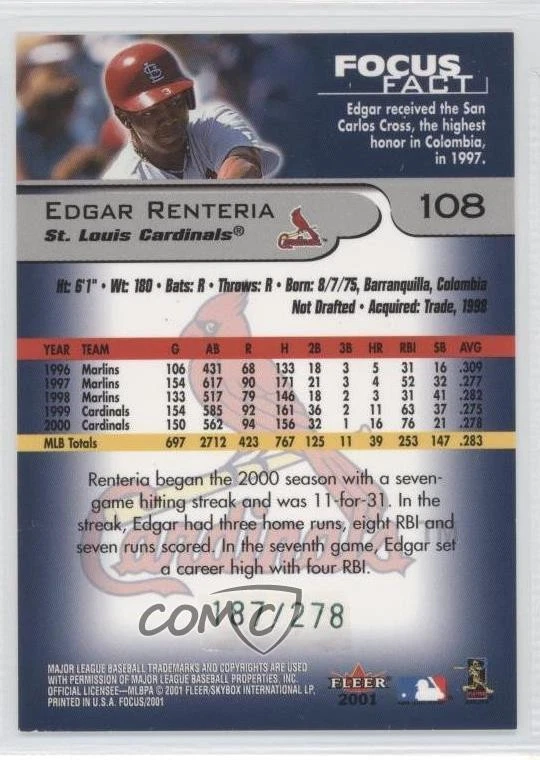 FOCUS
FACT
Edgar received the San
Carlos Cross, the highest
honor in Colombia,
in 1997.
EDGAR RENTERIA
108
St. Louis Cardinals®
Cardinals
Ht: 6'1" • Wt: 180 • Bats: R • Throws: R • Born: 8/7/75, Barranquilla, Colombia
Not Drafted • Acquired: Trade, 1998
YEAR TEAM G AB R H 2B 3B HR RBI SB AVG
1996 Marlins 106 431 68 133 18 3 5 31 16 .309
1997 Marlins 154 617 90 171 21 3 4 52 32 .277
1998 Marlins 133 517 79 146 18 2 3 31 41 .282
1999 Cardinals 154 585 92 161 36 2 11 63 37 .275
2000 Cardinals 150 562 94 156 32 1 16 76 21 .278
MLB Totals 697 2712 423 767 125 11 39 253 147 .283
Renteria began the 2000 season with a seven-
game hitting streak and was 11-for-31. In the
streak, Edgar had three home runs, eight RBI and
seven runs scored. In the seventh game, Edgar set
a career high with four RBI.
Cardinals
187/278
COMC
MAJOR LEAGUE BASEBALL TRADEMARKS AND COPYRIGHTS ARE USED
WITH PERMISSION OF MAJOR LEAGUE BASEBALL PROPERTIES, INC.
OFFICIAL LICENSEE—MLBPA © 2001 FLEER/SKYBOX INTERNATIONAL LP.
PRINTED IN U.S.A. FOCUS/2001
FLEER
2001